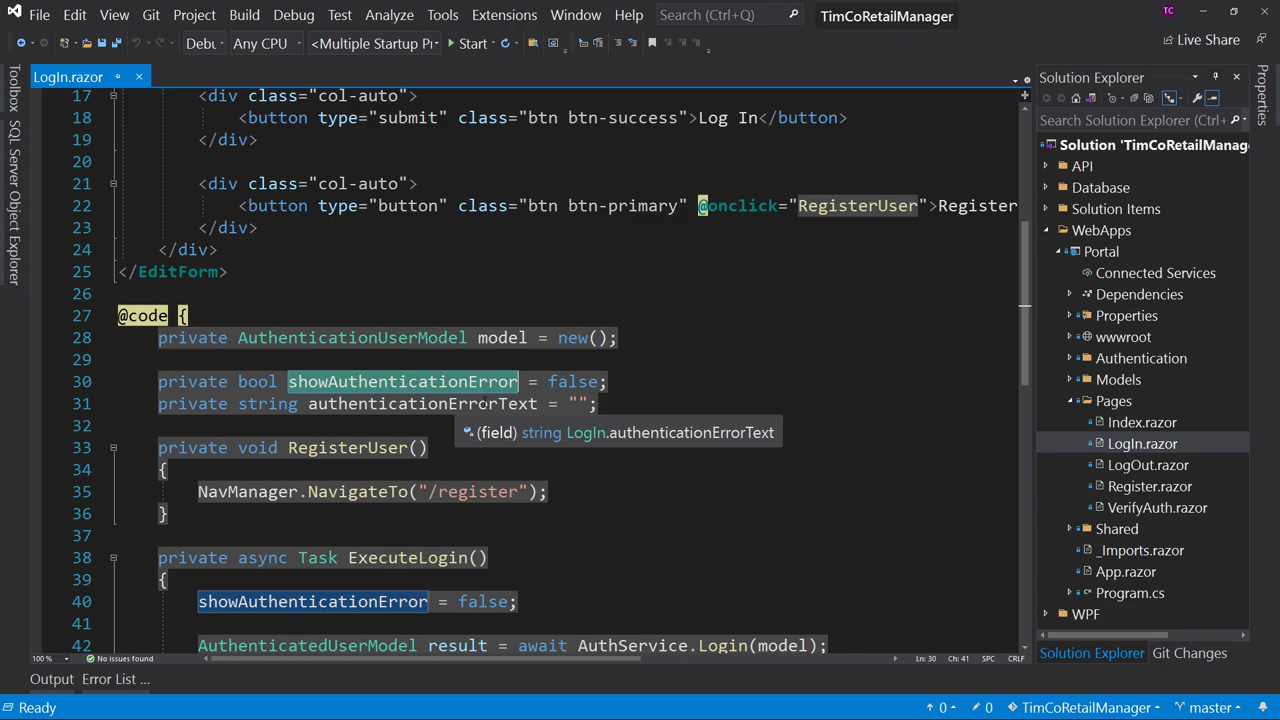 File Edit View Git Project Build Debug Test Analyze Tools Extensions Window Help Search (Ctrl+Q) TimCoRetailManager TC
Debu Any CPU <Multiple Startup Pr Start Live Share
LogIn.razor
Toolbox
SQL Server Object Explorer
17 <div class="col-auto">
18 <button type="submit" class="btn btn-success">Log In</button>
19 </div>
20
21 <div class="col-auto">
22 <button type="button" class="btn btn-primary" @onclick="RegisterUser">Register
23 </div>
24 </div>
25 </EditForm>
26
27 @code {
28 private AuthenticationUserModel model = new();
29
30 private bool showAuthenticationError = false;
31 private string authenticationErrorText = "";
(field) string LogIn.authenticationErrorText
32
33 private void RegisterUser()
34 {
35 NavManager.NavigateTo("/register");
36 }
37
38 private async Task ExecuteLogin()
39 {
40 showAuthenticationError = false;
41
42 AuthenticatedUserModel result = await AuthService.Login(model);
100 % No issues found Ln: 30 Ch: 41 SPC CRLF
Output Error List ...
Solution Explorer
Search Solution Explorer (Ctrl+
Solution 'TimCoRetailManag
API
Database
Solution Items
WebApps
Portal
Connected Services
Dependencies
Properties
wwwroot
Authentication
Models
Pages
Index.razor
LogIn.razor
LogOut.razor
Register.razor
VerifyAuth.razor
Shared
_Imports.razor
App.razor
Program.cs
WPF
Solution Explorer Git Changes
Properties
Ready 0 0 TimCoRetailManager master